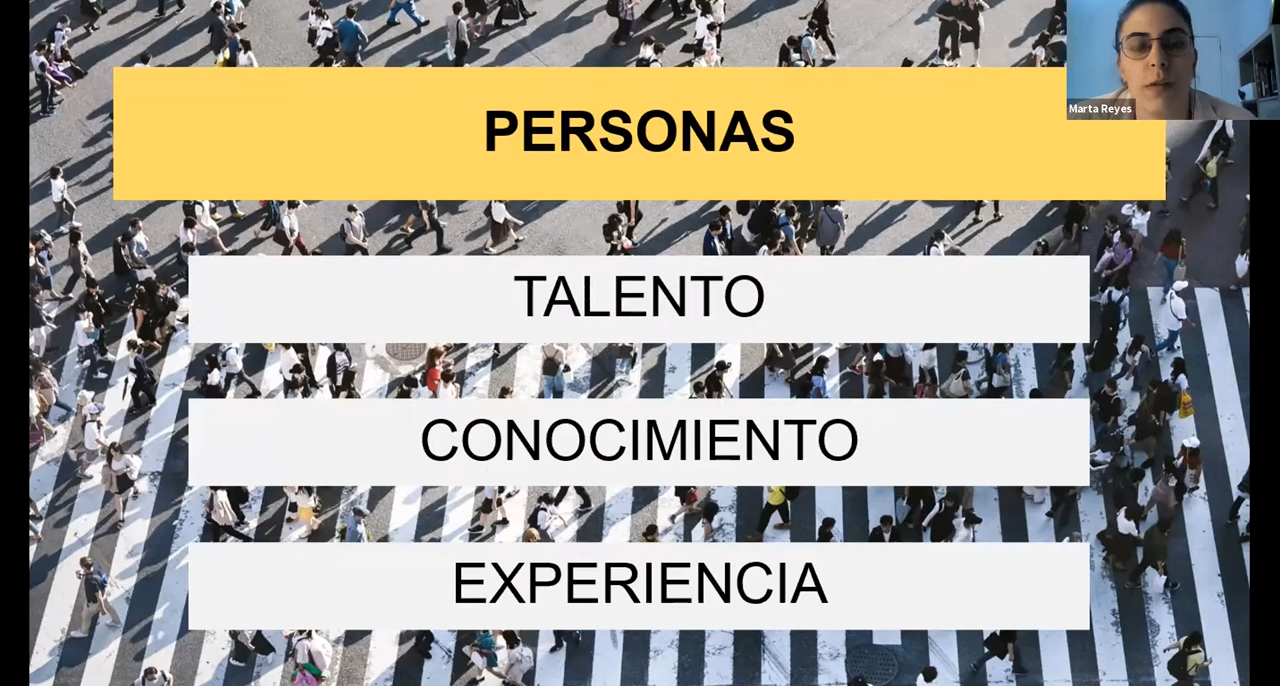 Marta Reyes
PERSONAS
TALENTO
CONOCIMIENTO
EXPERIENCIA